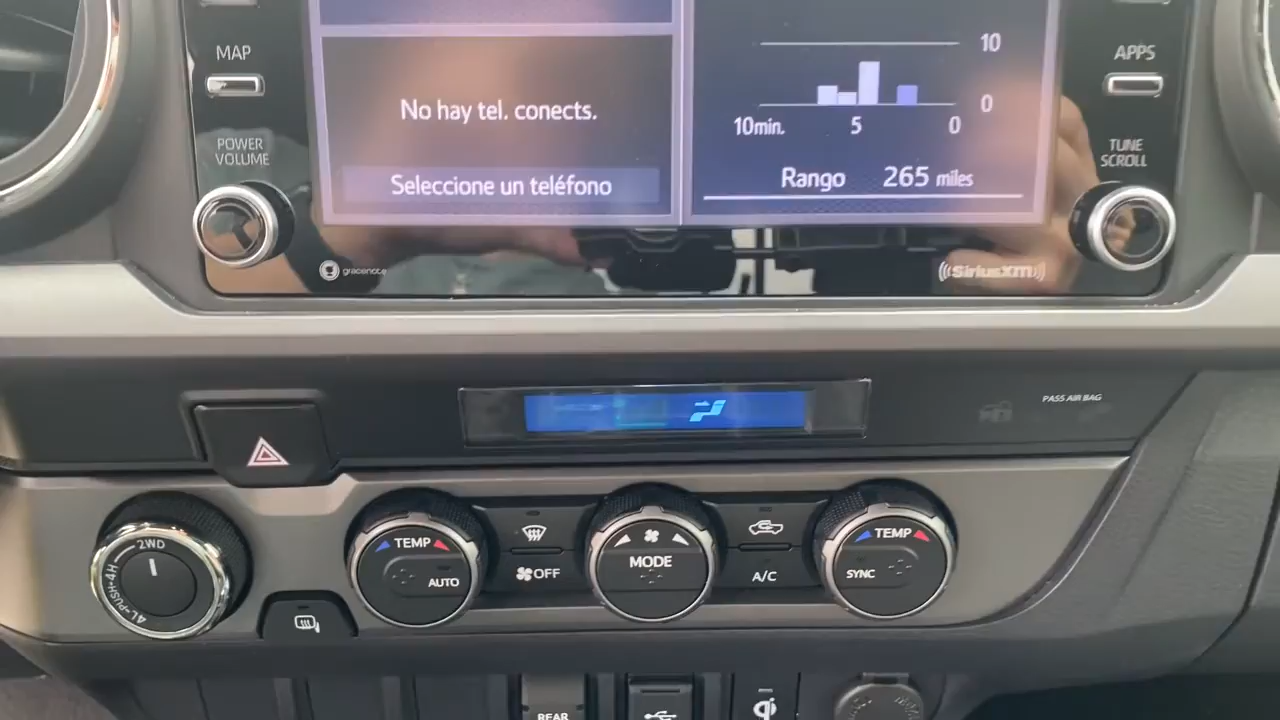 MAP
APPS
10
0
10min.
5
0
No hay tel. conects.
Seleccione un teléfono
Rango 265 miles
POWER
VOLUME
TUNE
SCROLL
gracenote
SiriusXM
PASS AIR BAG
2WD
4L-PUSH-4H
TEMP
AUTO
OFF
MODE
A/C
TEMP
SYNC
REAR